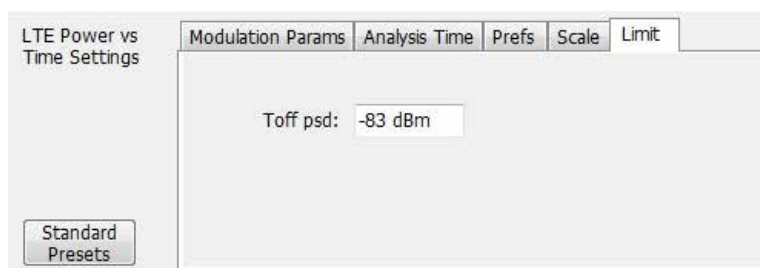 LTE Power vs
Time Settings
Modulation Params Analysis Time Prefs Scale Limit
Toff psd: -83 dBm
Standard
Presets